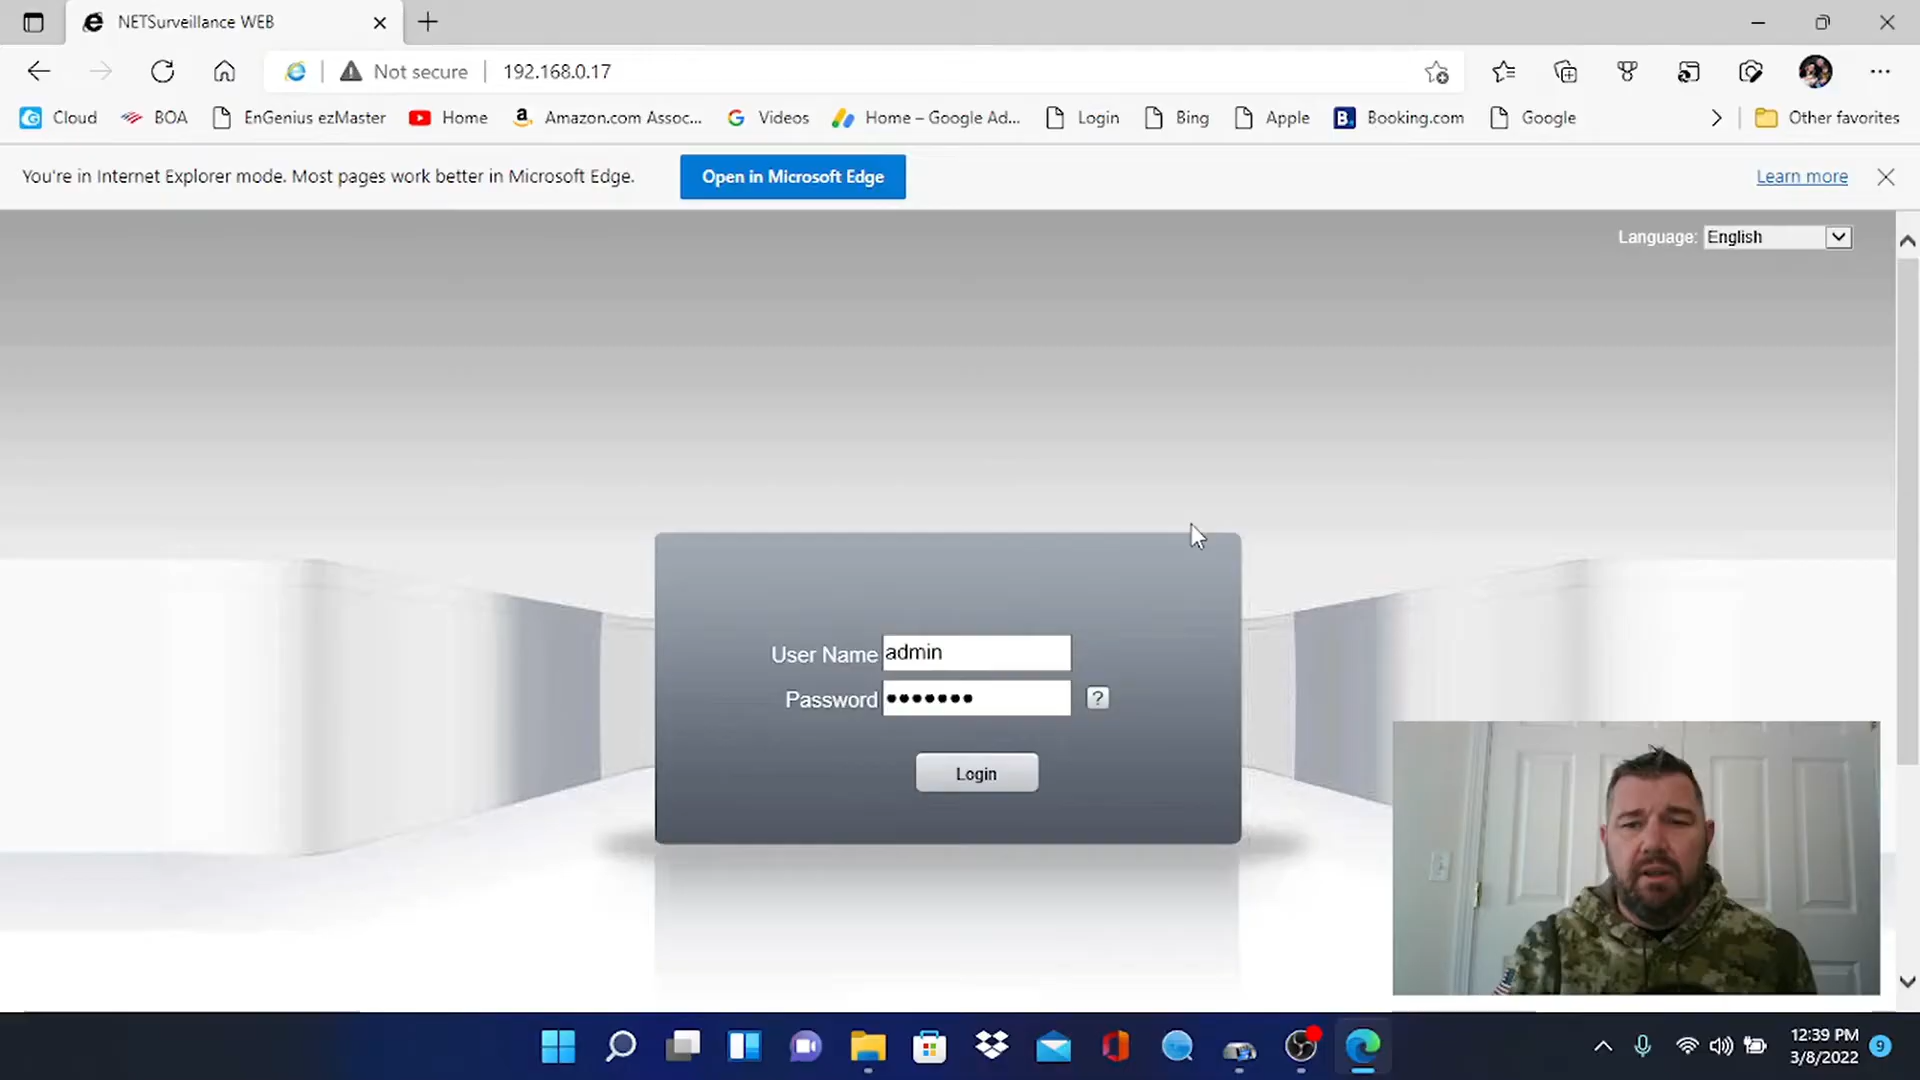 NETSurveillance WEB
Not secure 192.168.0.17
Cloud BOA EnGenius ezMaster Home Amazon.com Assoc... Videos Home – Google Ad... Login Bing Apple Booking.com Google Other favorites
You're in Internet Explorer mode. Most pages work better in Microsoft Edge. Open in Microsoft Edge Learn more
Language: English
User Name admin
Password ●●●●●●● ?
Login
12:39 PM
3/8/2022 9